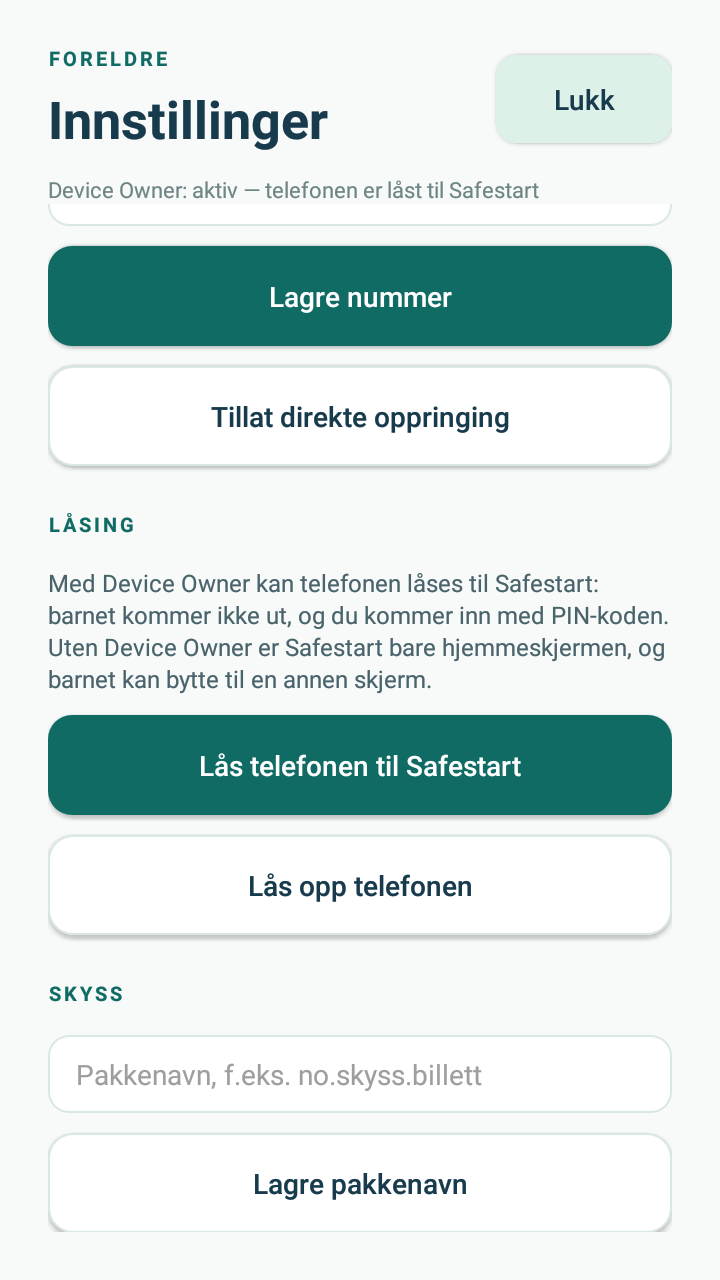 FORELDRE
Innstillinger
Lukk
Device Owner: aktiv — telefonen er låst til Safestart
Lagre nummer
Tillat direkte oppringing
LÅSING
Med Device Owner kan telefonen låses til Safestart:
barnet kommer ikke ut, og du kommer inn med PIN-koden.
Uten Device Owner er Safestart bare hjemmeskjermen, og
barnet kan bytte til en annen skjerm.
Lås telefonen til Safestart
Lås opp telefonen
SKYSS
Pakkenavn, f.eks. no.skyss.billett
Lagre pakkenavn